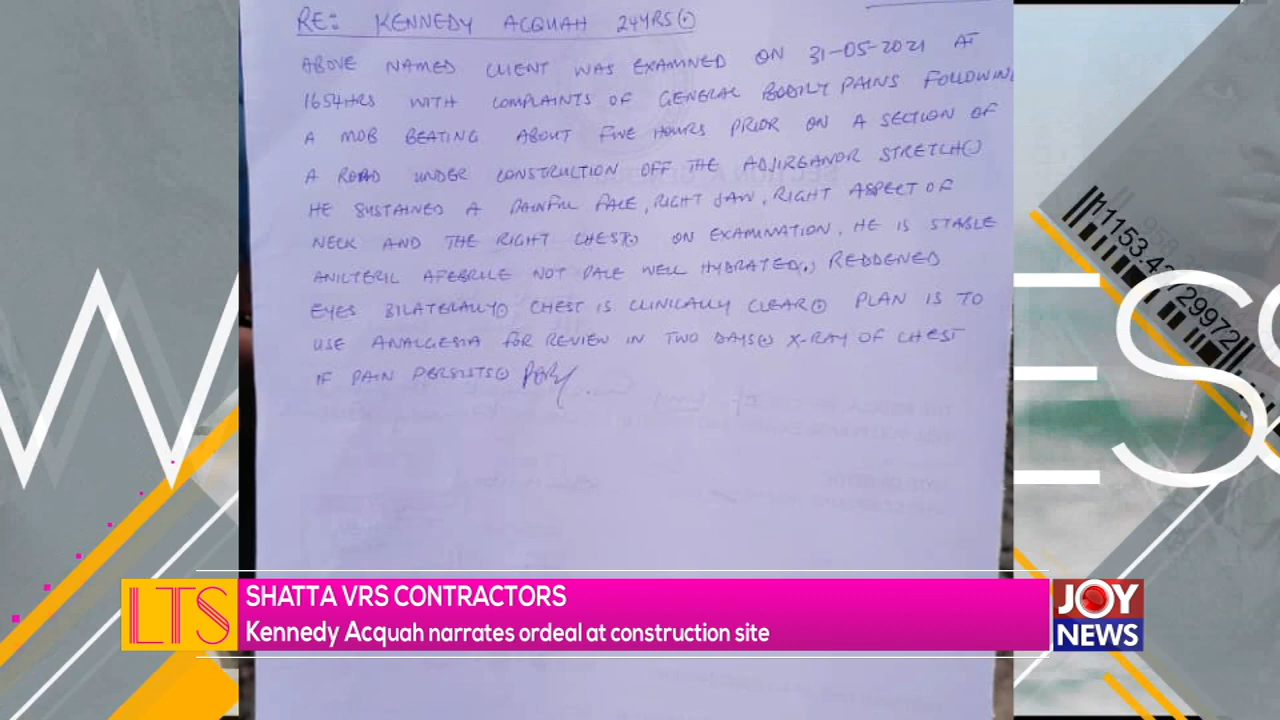 RE: KENNEDY ACQUAH 24YRS
ABOVE NAMED CLIENT WAS EXAMINED ON 31-05-2021 AT
1654HRS WITH COMPLAINTS OF GENERAL BODILY PAINS FOLLOWIN
A MOB BEATING ABOUT FIVE HOURS PRIOR ON A SECTION OF
A ROAD UNDER CONSTRUCTION OFF THE ADJIRGANOR STRETCH
HE SUSTAINED A PAINFUL FACE, RIGHT JAW, RIGHT ASPECT OF
NECK AND THE RIGHT CHEST ON EXAMINATION, HE IS STABLE
ANICTERIC AFEBRILE NOT PALE WELL HYDRATED, REDDENED
EYES BILATERALLY CHEST IS CLINICALLY CLEAR PLAN IS TO
USE ANALGESIA FOR REVIEW IN TWO DAYS X-RAY OF CHEST
IF PAIN PERSISTS
W ESS
LTS
SHATTA VRS CONTRACTORS
Kennedy Acquah narrates ordeal at construction site
JOY
NEWS